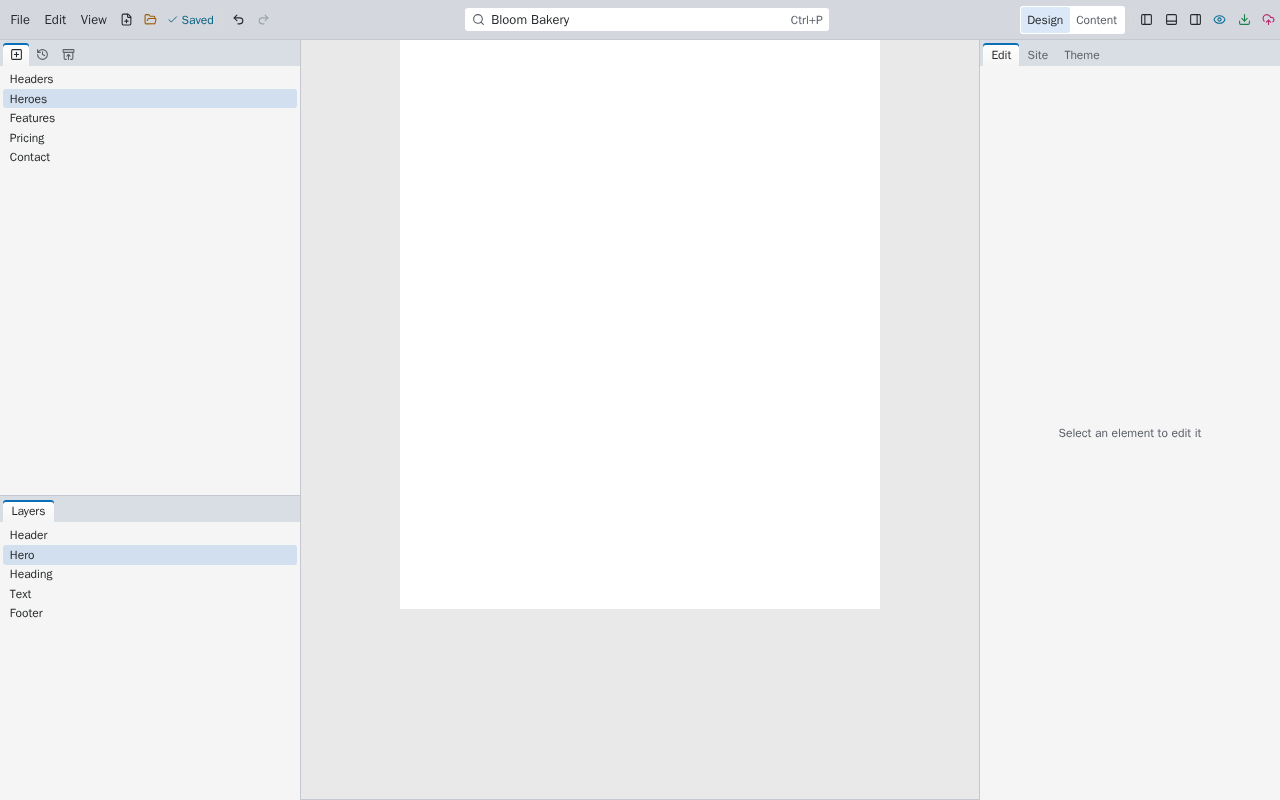 File Edit View Saved Bloom Bakery Ctrl+P Design Content
Headers
Heroes
Features
Pricing
Contact
Layers
Header
Hero
Heading
Text
Footer
Edit Site Theme
Select an element to edit it